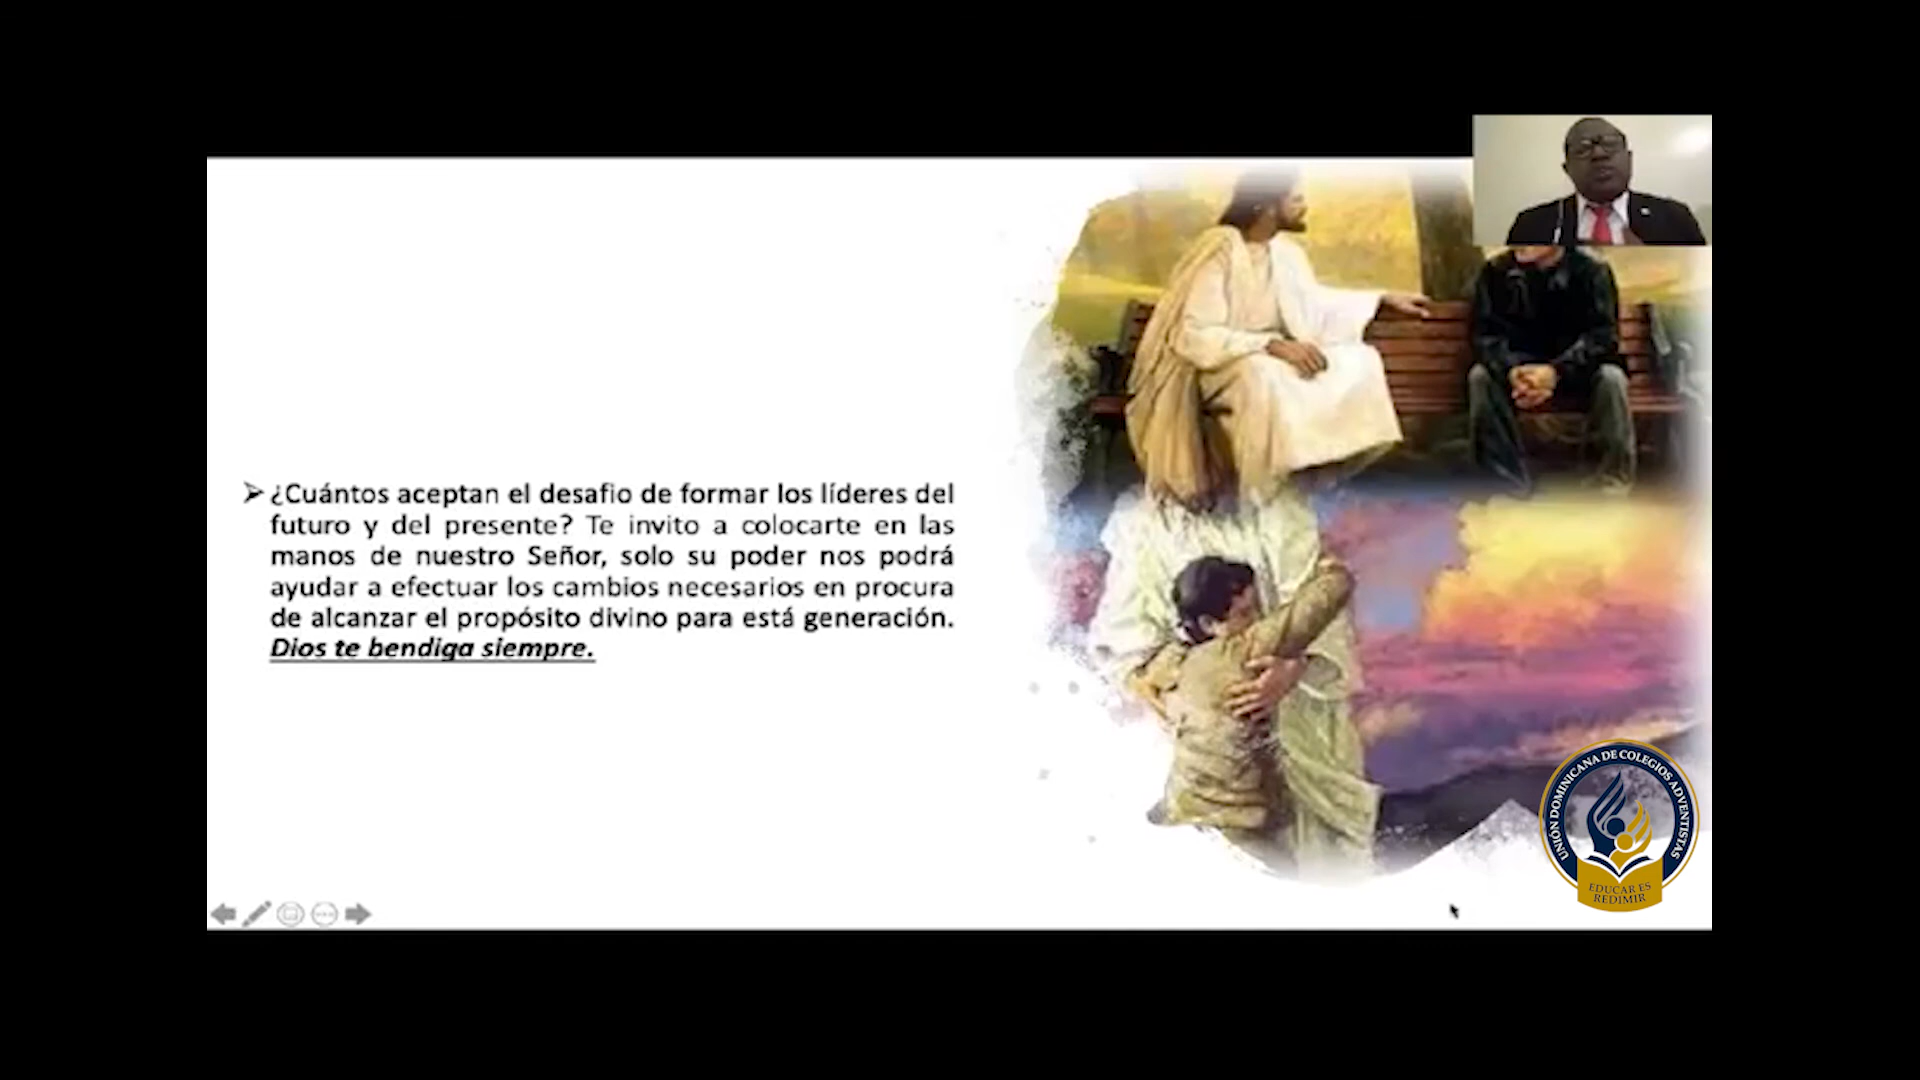 ➢ ¿Cuántos aceptan el desafio de formar los líderes del
futuro y del presente? Te invito a colocarte en las
manos de nuestro Señor, solo su poder nos podrá
ayudar a efectuar los cambios necesarios en procura
de alcanzar el propósito divino para está generación.
Dios te bendiga siempre.
UNIÓN DOMINICANA DE COLEGIOS ADVENTISTAS
EDUCAR ES
REDIMIR